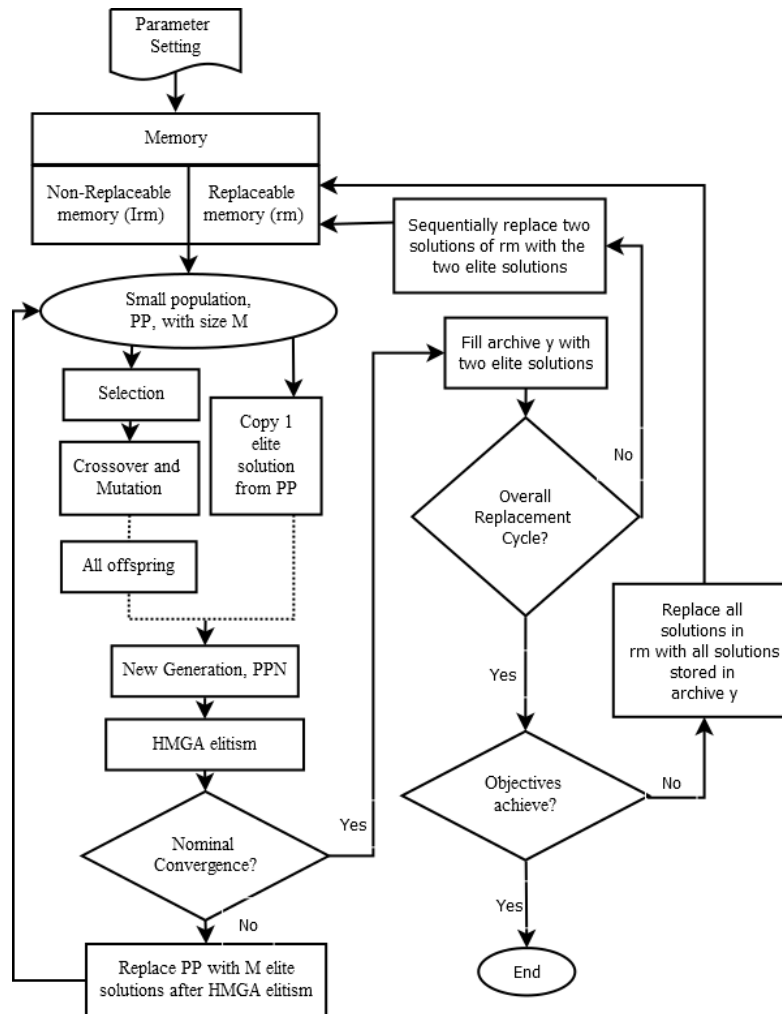 Parameter
Setting
Memory
Non-Replaceable
memory (Irm)
Replaceable
memory (rm)
Sequentially replace two
solutions of rm with the
two elite solutions
Small population,
PP, with size M
Fill archive y with
two elite solutions
Selection
Copy 1
elite
solution
from PP
Crossover and
Mutation
No
Overall
Replacement
Cycle?
All offspring
Replace all
solutions in
rm with all solutions
stored in
archive y
New Generation, PPN
Yes
HMGA elitism
Objectives
achieve?
No
Yes
Nominal
Convergence?
Yes
No
Replace PP with M elite
solutions after HMGA elitism
End